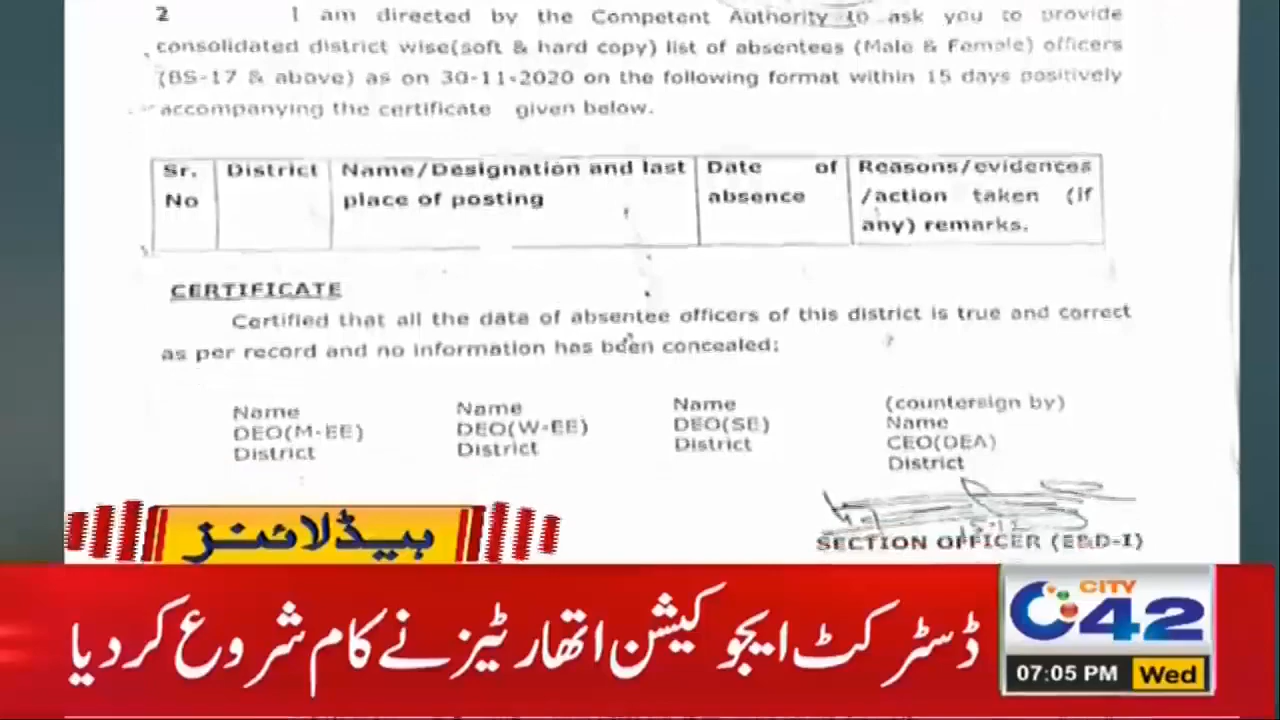 2 I am directed by the Competent Authority to ask you to provide
consolidated district wise(soft & hard copy) list of absentees (Male & Female) officers
(BS-17 & above) as on 30-11-2020 on the following format within 15 days positively
accompanying the certificate given below.
Sr. No
District
Name/Designation and last place of posting
Date of absence
Reasons/evidences /action taken (if any) remarks.
CERTIFICATE
Certified that all the data of absentee officers of this district is true and correct
as per record and no information has been concealed;
Name
DEO(M-EE)
District
Name
DEO(W-EE)
District
Name
DEO(SE)
District
(countersign by)
Name
CEO(DEA)
District
SECTION OFFICER (E&D-I)
ہیڈلائنز
ڈسٹرکٹ ایجوکیشن اتھارٹیز نے کام شروع کردیا
CITY
42
07:05 PM Wed